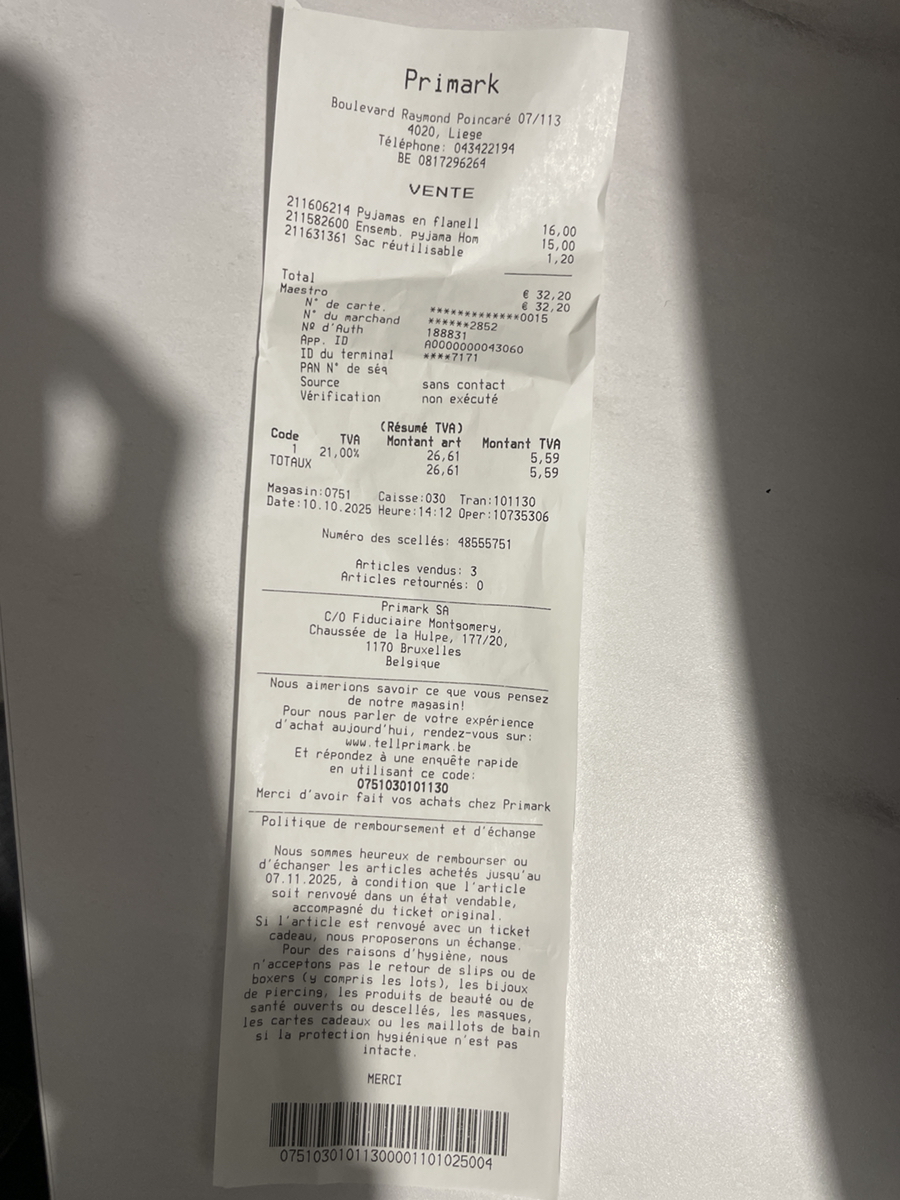 Primark
Boulevard Raymond Poincaré 07/113
4020, Liege
Téléphone: 043422194
BE 0817296264
VENTE
211606214 Pyjamas en flanell 16,00
211582600 Ensemb. pyjama Hom 15,00
211631361 Sac réutilisable 1,20
Total € 32,20
Maestro € 32,20
N° de carte. ************0015
N° du marchand ******2852
Nº d'Auth 188831
App. ID A0000000043060
ID du terminal ****7171
PAN N° de séq
Source sans contact
Vérification non exécuté
(Résumé TVA)
Code TVA Montant art Montant TVA
1 21,00% 26,61 5,59
TOTAUX 26,61 5,59
Magasin:0751 Caisse:030 Tran:101130
Date:10.10.2025 Heure:14:12 Oper:10735306
Numéro des scellés: 48555751
Articles vendus: 3
Articles retournés: 0
Primark SA
C/O Fiduciaire Montgomery,
Chaussée de la Hulpe, 177/20,
1170 Bruxelles
Belgique
Nous aimerions savoir ce que vous pensez
de notre magasin!
Pour nous parler de votre expérience
d'achat aujourd'hui, rendez-vous sur:
www.tellprimark.be
Et répondez à une enquête rapide
en utilisant ce code:
0751030101130
Merci d'avoir fait vos achats chez Primark
Politique de remboursement et d'échange
Nous sommes heureux de rembourser ou
d'échanger les articles achetés jusqu'au
07.11.2025, à condition que l'article
soit renvoyé dans un état vendable,
accompagné du ticket original.
Si l'article est renvoyé avec un ticket
cadeau, nous proposerons un échange.
Pour des raisons d'hygiène, nous
n'acceptons pas le retour de slips ou de
boxers (y compris les lots), les bijoux
de piercing, les produits de beauté ou de
santé ouverts ou descellés, les masques,
les cartes cadeaux ou les maillots de bain
si la protection hygiénique n'est pas
intacte.
MERCI
07510301011300001101025004